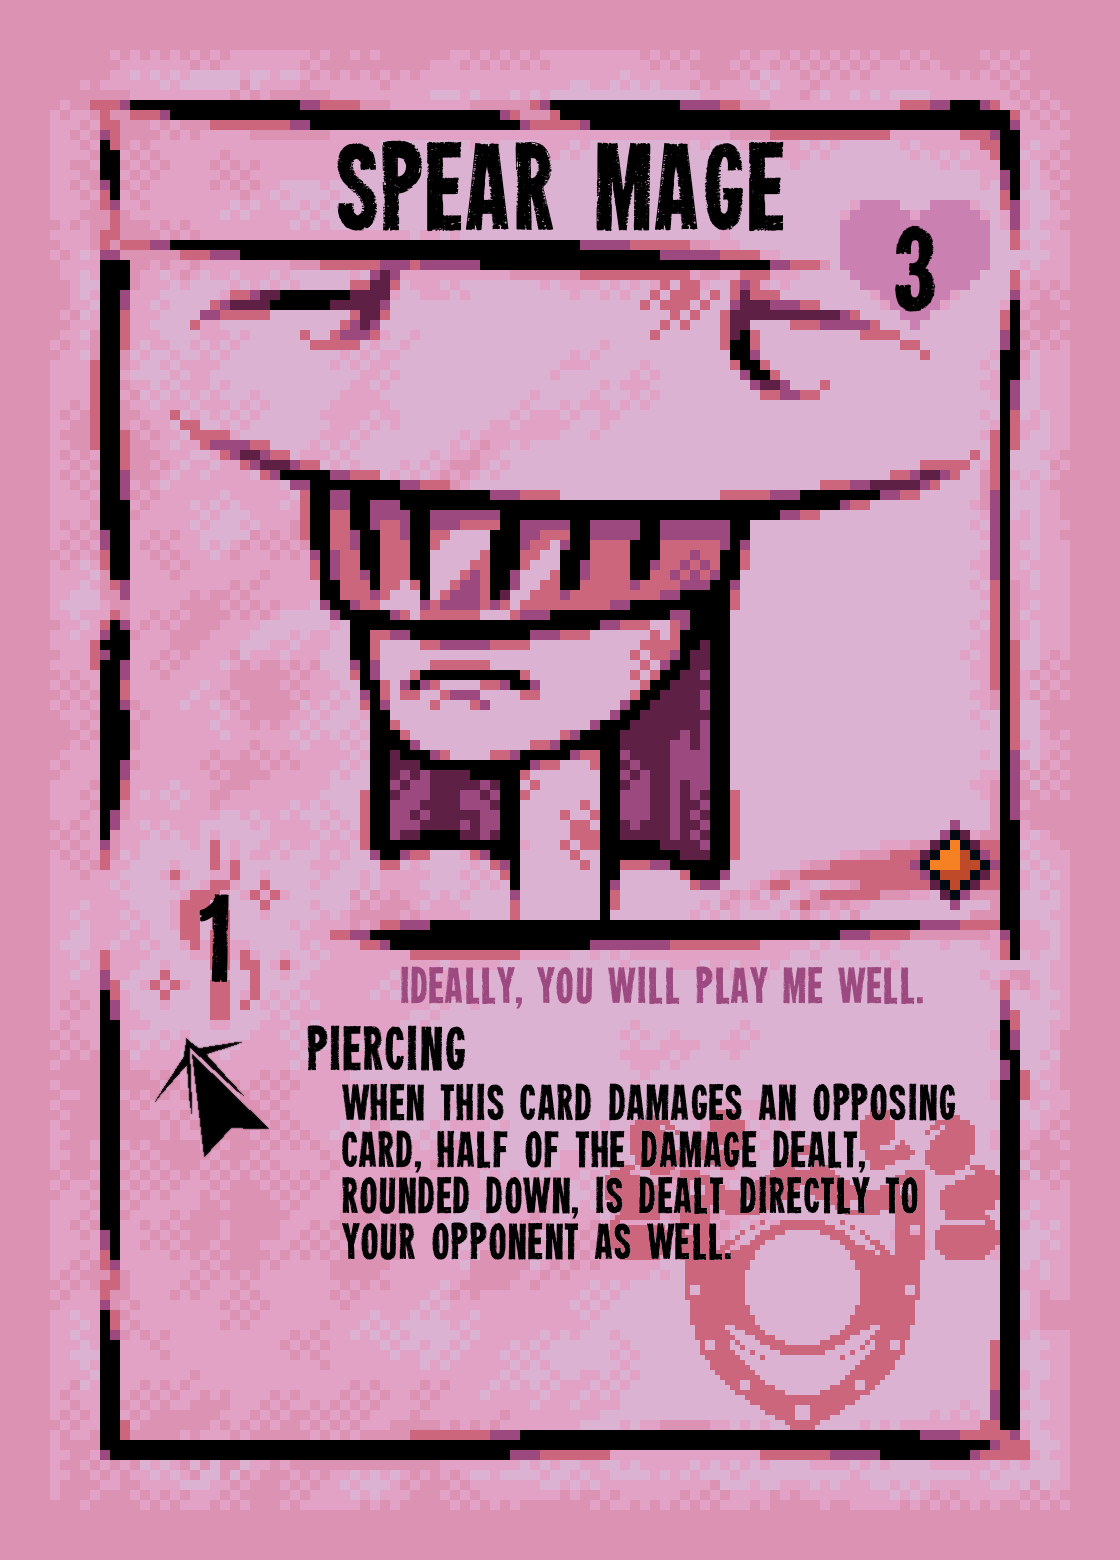 SPEAR MAGE
3
1
IDEALLY, YOU WILL PLAY ME WELL.
PIERCING
WHEN THIS CARD DAMAGES AN OPPOSING
CARD, HALF OF THE DAMAGE DEALT,
ROUNDED DOWN, IS DEALT DIRECTLY TO
YOUR OPPONENT AS WELL.